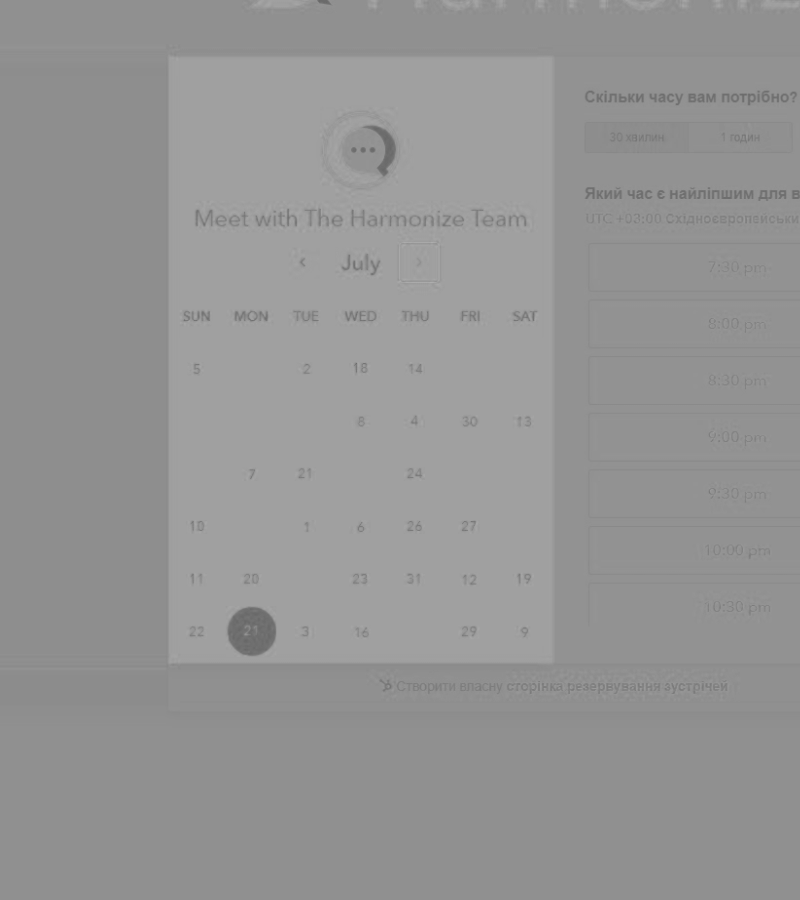 Meet with The Harmonize Team
‹ July ›
SUN MON TUE WED THU FRI SAT
5 2 18 14
8 4 30 13
7 21 24
10 1 6 26 27
11 20 23 31 12 19
22 21 3 16 29 9
Скільки часу вам потрібно?
30 хвилин 1 годин
Який час є найліпшим для
UTC +03:00
7:30 pm
8:00 pm
8:30 pm
9:00 pm
9:30 pm
10:00 pm
10:30 pm
Створити власну сторінка резервування зустрічей